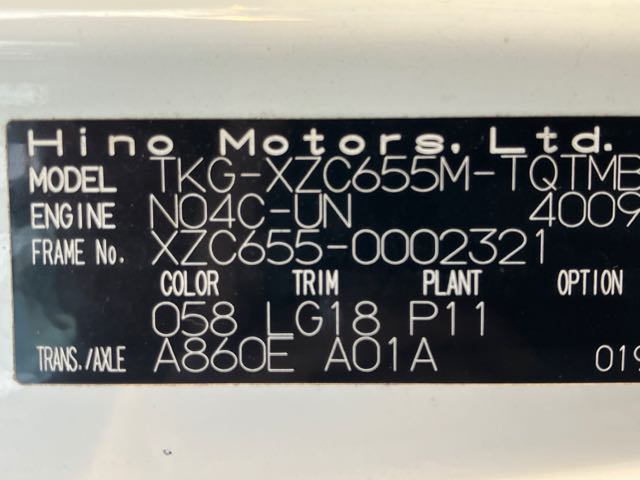 Hino Motors, Ltd.
MODEL TKG-XZC655M-TQTMB
ENGINE N04C-UN 4009
FRAME No. XZC655-0002321
COLOR TRIM PLANT OPTION
058 LG18 P11
TRANS./AXLE A860E A01A 019